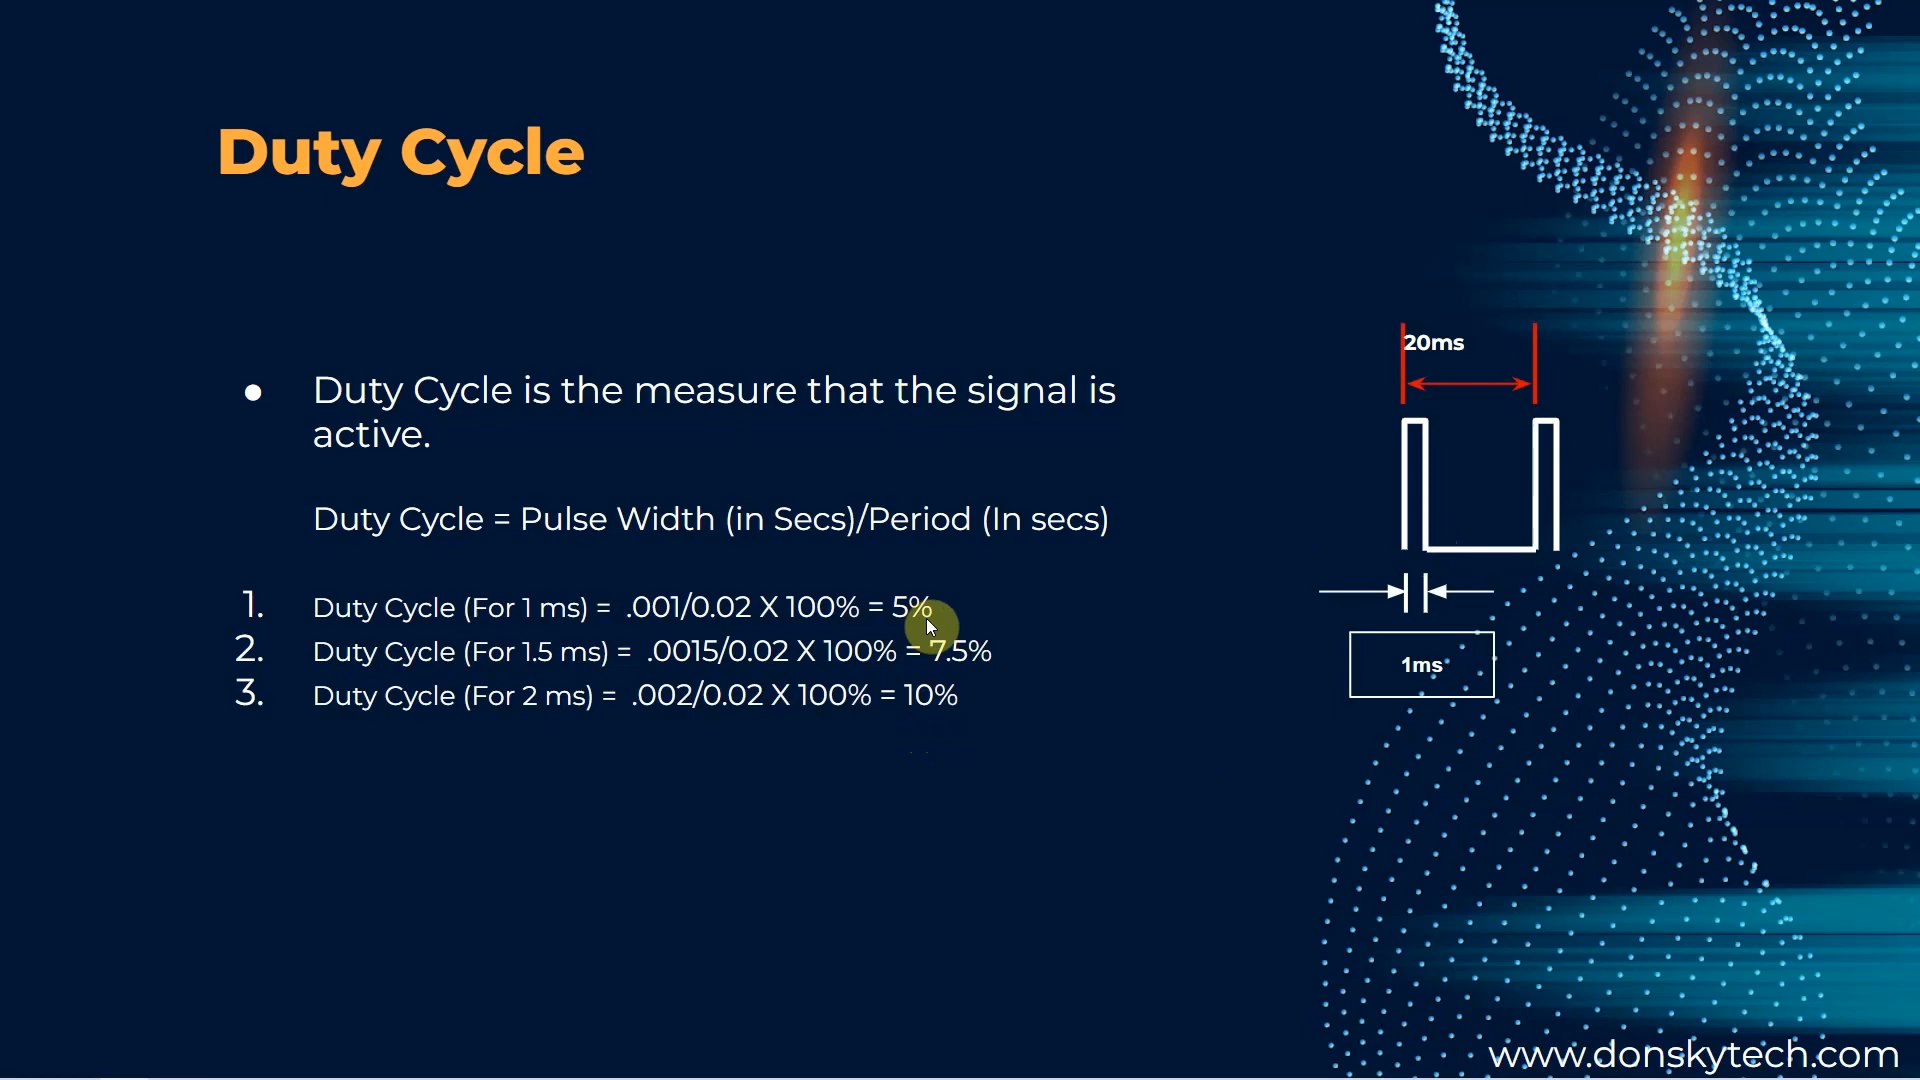 Duty Cycle
● Duty Cycle is the measure that the signal is
active.
Duty Cycle = Pulse Width (in Secs)/Period (In secs)
1. Duty Cycle (For 1 ms) = .001/0.02 X 100% = 5%
2. Duty Cycle (For 1.5 ms) = .0015/0.02 X 100% = 7.5%
3. Duty Cycle (For 2 ms) = .002/0.02 X 100% = 10%
20ms
1ms
www.donskytech.com